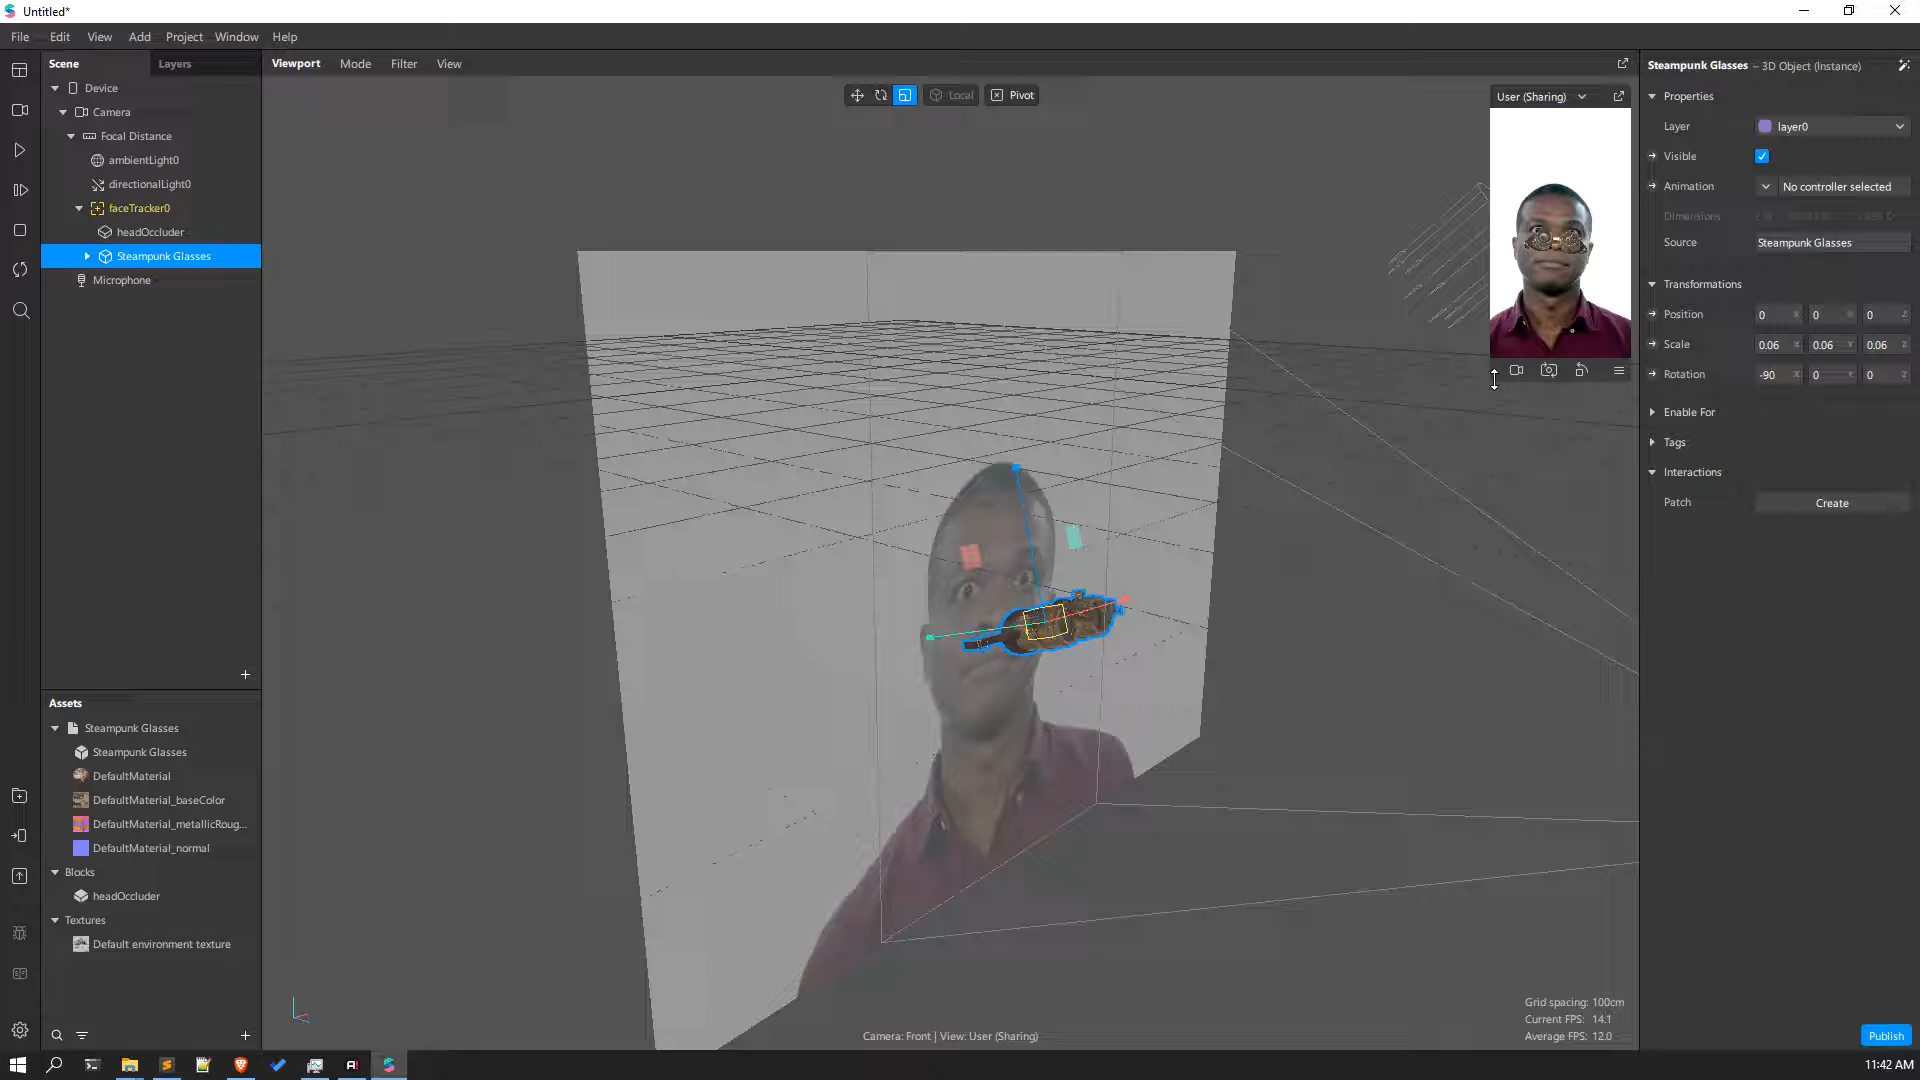 Untitled*
File Edit View Add Project Window Help
Scene
Layers
Device
Camera
Focal Distance
ambientLight0
directionalLight0
faceTracker0
headOccluder
Steampunk Glasses
Microphone
+
Assets
Steampunk Glasses
Steampunk Glasses
DefaultMaterial
DefaultMaterial_baseColor
DefaultMaterial_metallicRoug...
DefaultMaterial_normal
Blocks
headOccluder
Textures
Default environment texture
+
Viewport Mode Filter View
Local
Pivot
User (Sharing)
Camera: Front | View: User (Sharing)
Grid spacing: 100cm
Current FPS: 14.1
Average FPS: 12.0
Steampunk Glasses – 3D Object (Instance)
Properties
Layer layer0
Visible
Animation No controller selected
Dimensions
Source Steampunk Glasses
Transformations
Position 0 X 0 Y 0 Z
Scale 0.06 X 0.06 Y 0.06 Z
Rotation -90 X 0 Y 0 Z
Enable For
Tags
Interactions
Patch Create
Publish
11:42 AM